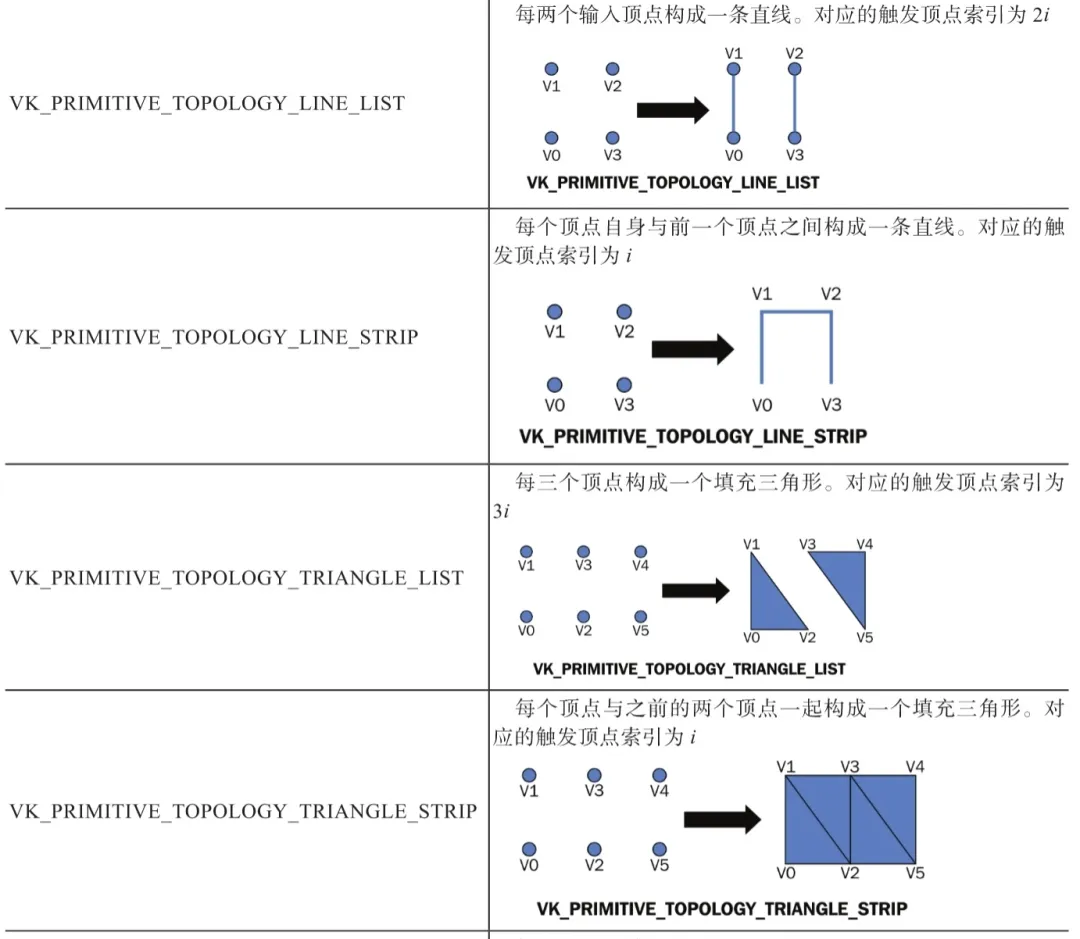 每两个输入顶点构成一条直线。对应的触发顶点索引为 2i
VK_PRIMITIVE_TOPOLOGY_LINE_LIST
V1 V2 V1 V2
V0 V3 V0 V3
VK_PRIMITIVE_TOPOLOGY_LINE_LIST
每个顶点自身与前一个顶点之间构成一条直线。对应的触
发顶点索引为 i
VK_PRIMITIVE_TOPOLOGY_LINE_STRIP
V1 V2 V1 V2
V0 V3 V0 V3
VK_PRIMITIVE_TOPOLOGY_LINE_STRIP
每三个顶点构成一个填充三角形。对应的触发顶点索引为
3i
VK_PRIMITIVE_TOPOLOGY_TRIANGLE_LIST
V1 V3 V4 V1 V3 V4
V0 V2 V5 V0 V2 V5
VK_PRIMITIVE_TOPOLOGY_TRIANGLE_LIST
每个顶点与之前的两个顶点一起构成一个填充三角形。对
应的触发顶点索引为 i
VK_PRIMITIVE_TOPOLOGY_TRIANGLE_STRIP
V1 V3 V4 V1 V3 V4
V0 V2 V5 V0 V2 V5
VK_PRIMITIVE_TOPOLOGY_TRIANGLE_STRIP